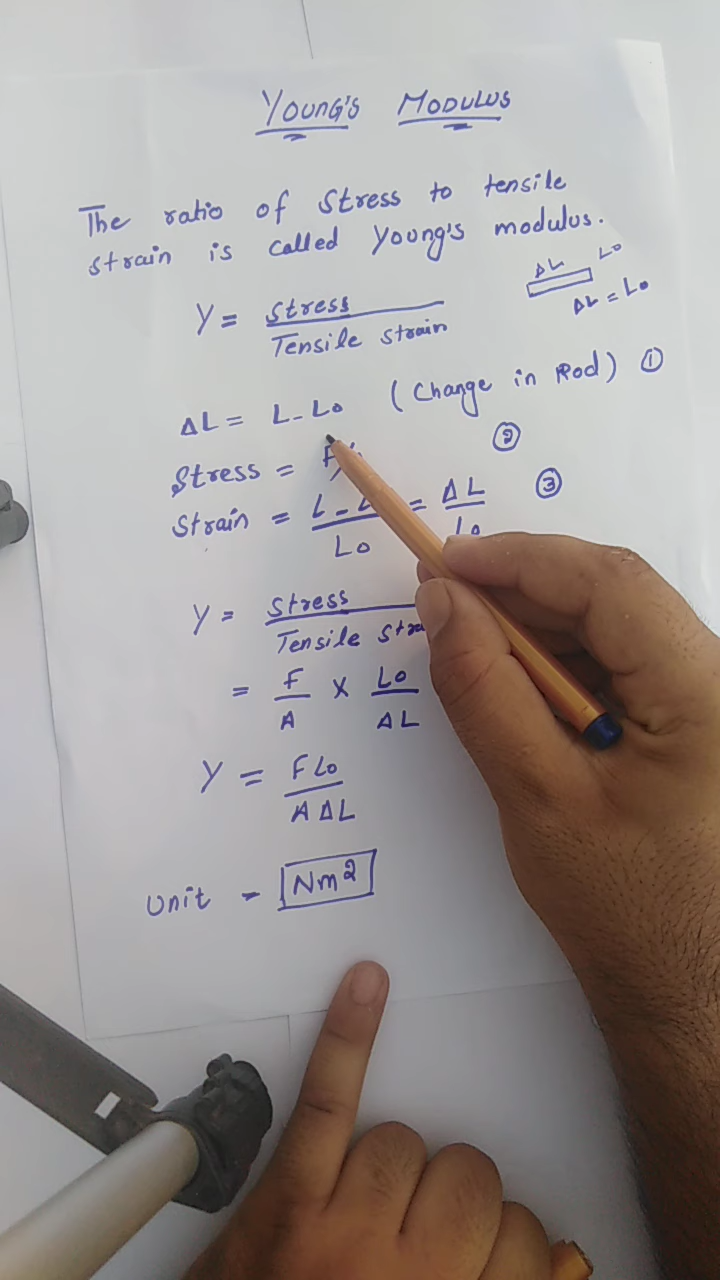 YOUNG'S MODULUS
The ratio of stress to tensile
strain is called Young's modulus.
ΔL Lo
ΔL = Lo
Y = Stress / Tensile strain
ΔL = L - Lo (Change in Rod) ①
Stress = ②
Strain = L - / Lo = ΔL / Lo ③
Y = Stress / Tensile
= F / A × Lo / ΔL
Y = FLo / A ΔL
Unit - Nm²